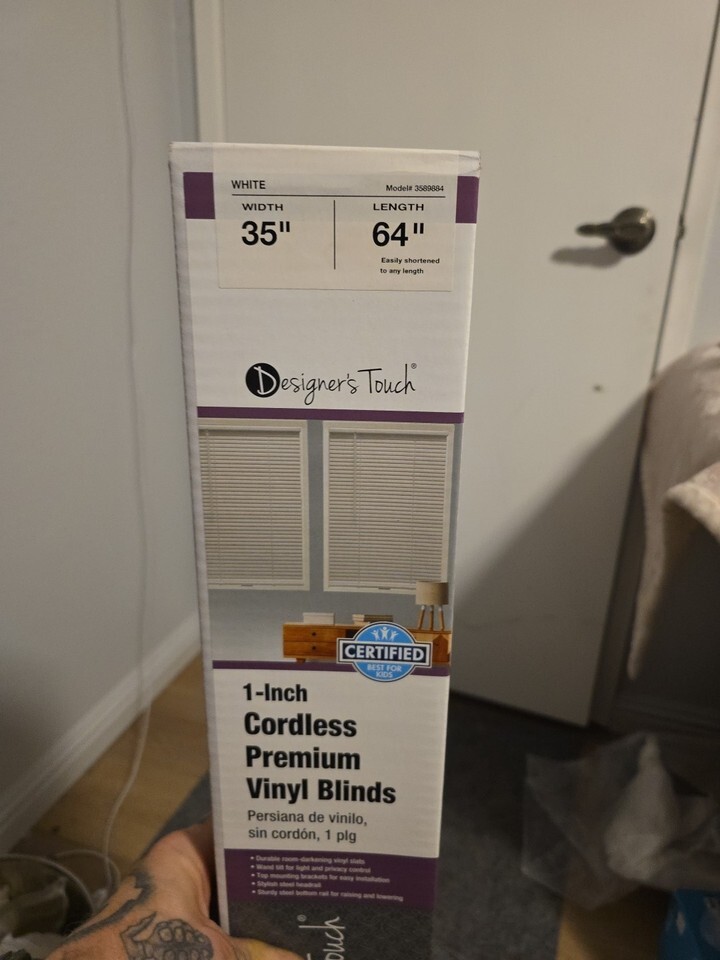 WHITE
Model# 3589884
WIDTH
LENGTH
35"
64"
Easily shortened
to any length
Designer's Touch®
CERTIFIED
BEST FOR
KIDS
1-Inch
Cordless
Premium
Vinyl Blinds
Persiana de vinilo,
sin cordón, 1 plg
• Durable room-darkening vinyl slats
• Wand tilt for light and privacy control
• Top mounting brackets for easy installation
• Stylish steel headrail
• Sturdy steel bottom rail for raising and lowering
Touch®